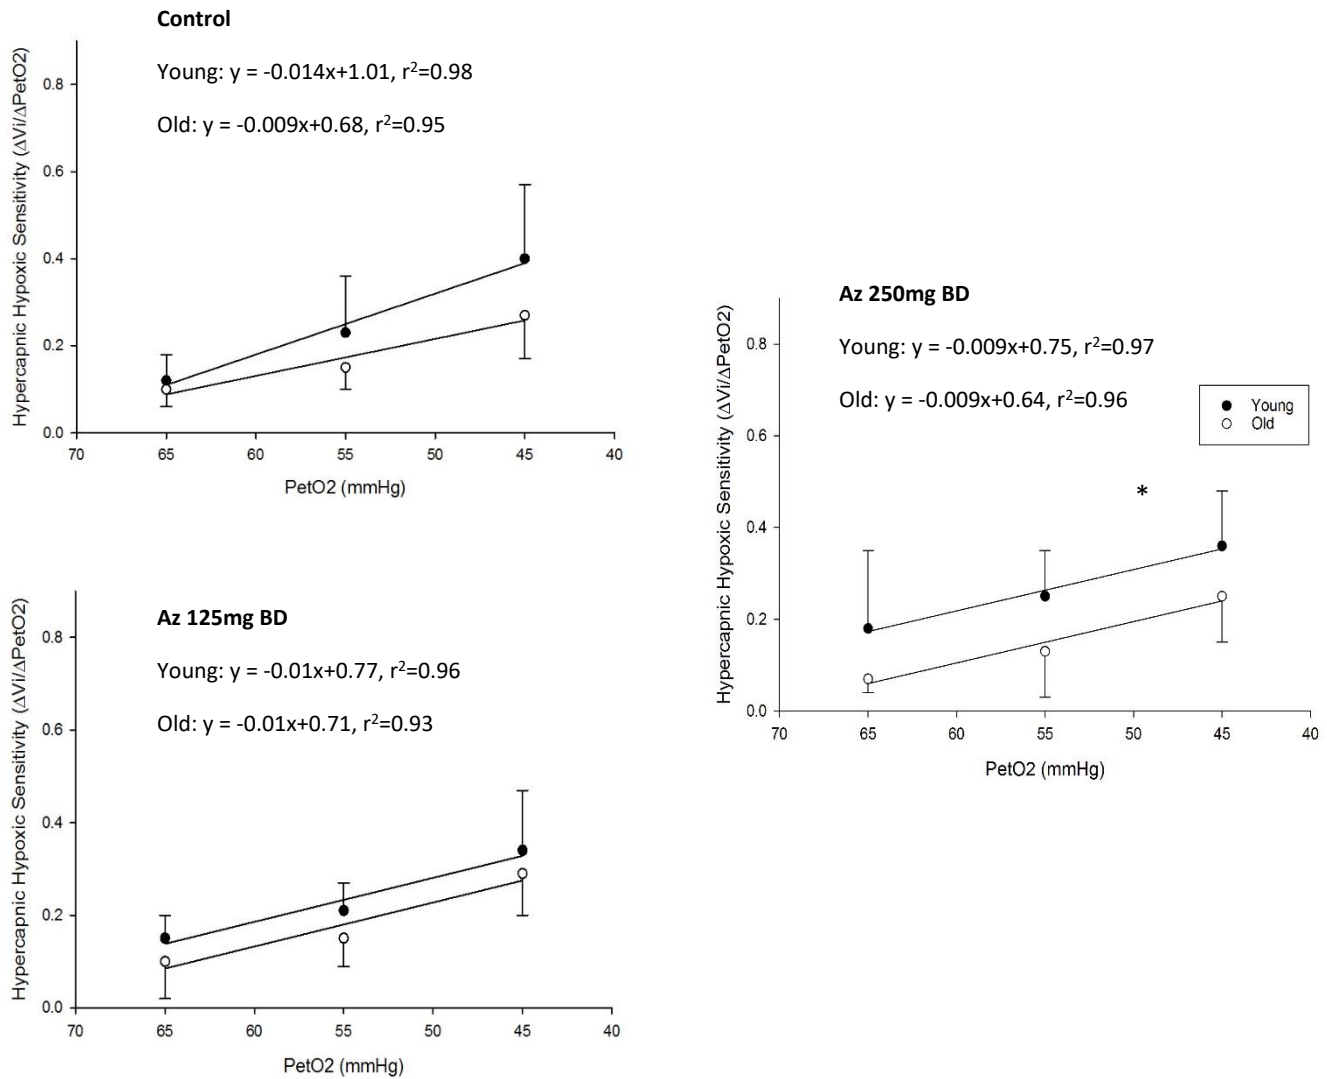 Control
Young: y = -0.014x+1.01, r²=0.98
Old: y = -0.009x+0.68, r²=0.95
Hypercapnic Hypoxic Sensitivity (ΔVi/ΔPetO2)
0.8
0.6
0.4
0.2
0.0
70 65 60 55 50 45 40
PetO2 (mmHg)
Az 125mg BD
Young: y = -0.01x+0.77, r²=0.96
Old: y = -0.01x+0.71, r²=0.93
Hypercapnic Hypoxic Sensitivity (ΔVi/ΔPetO2)
0.8
0.6
0.4
0.2
0.0
70 65 60 55 50 45 40
PetO2 (mmHg)
Az 250mg BD
Young: y = -0.009x+0.75, r²=0.97
Old: y = -0.009x+0.64, r²=0.96
Young
Old
*
Hypercapnic Hypoxic Sensitivity (ΔVi/ΔPetO2)
0.8
0.6
0.4
0.2
0.0
70 65 60 55 50 45 40
PetO2 (mmHg)